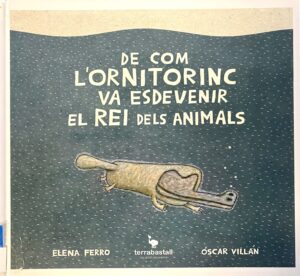 DE COM
L'ORNITORINC
VA ESDEVENIR
EL REI DELS ANIMALS
ELENA FERRO
terrabastall
ÓSCAR VILLÁN